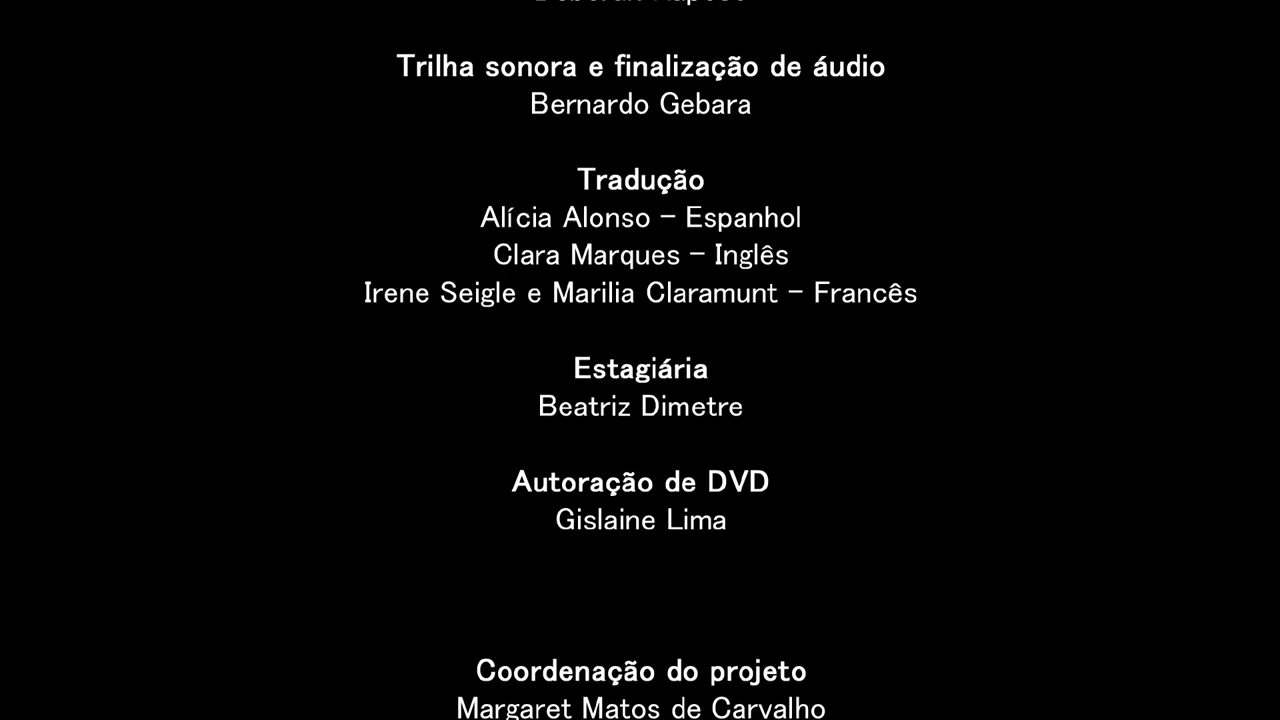 Trilha sonora e finalização de áudio
Bernardo Gebara
Tradução
Alícia Alonso – Espanhol
Clara Marques – Inglês
Irene Seigle e Marilia Claramunt – Francês
Estagiária
Beatriz Dimetre
Autoração de DVD
Gislaine Lima
Coordenação do projeto
Margaret Matos de Carvalho